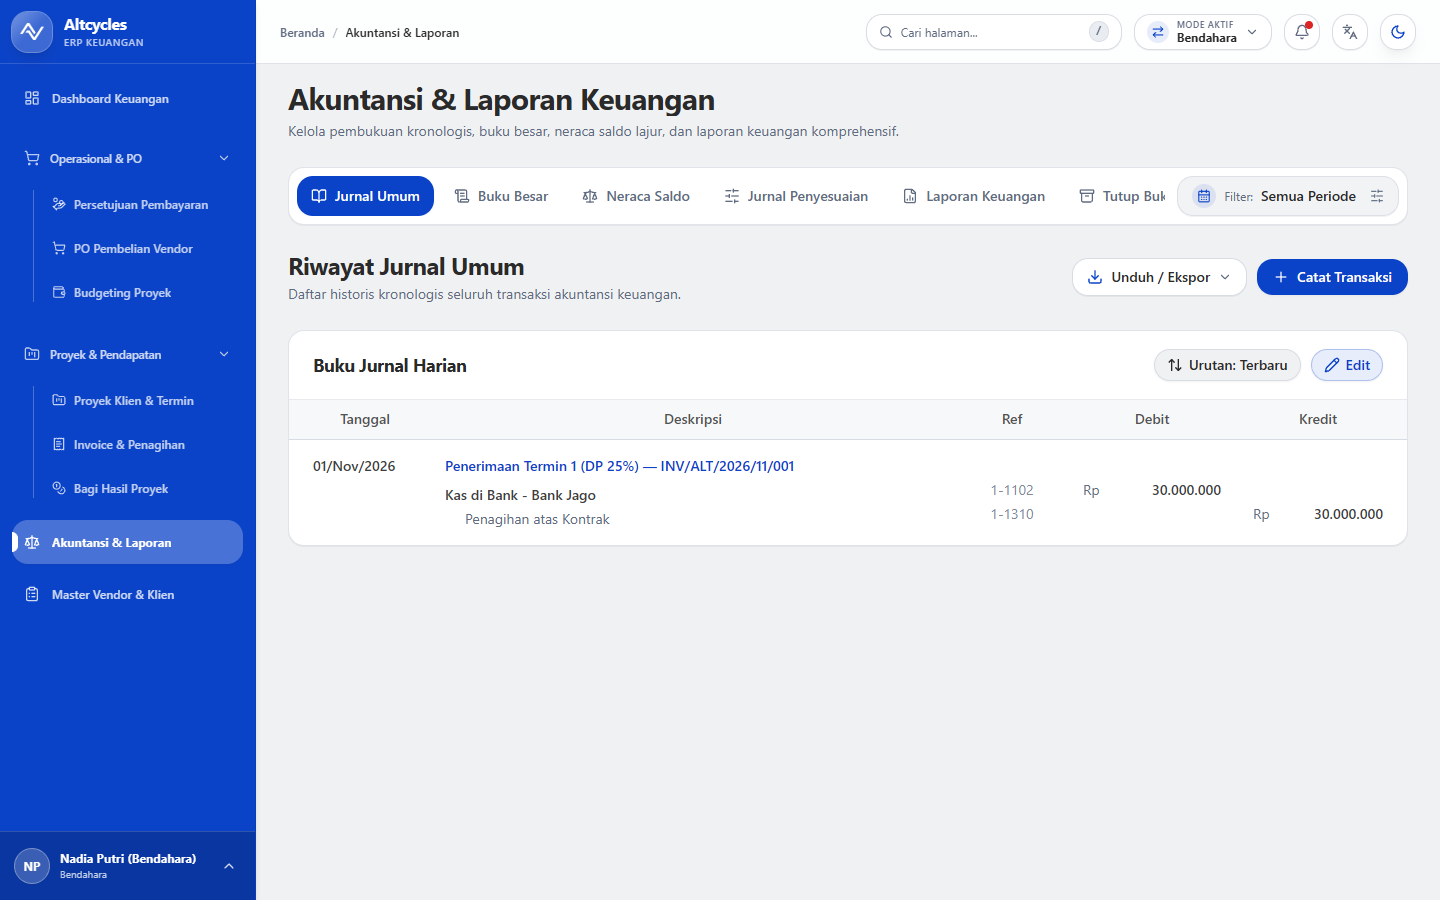 Altcycles
ERP KEUANGAN
Dashboard Keuangan
Operasional & PO
Persetujuan Pembayaran
PO Pembelian Vendor
Budgeting Proyek
Proyek & Pendapatan
Proyek Klien & Termin
Invoice & Penagihan
Bagi Hasil Proyek
Akuntansi & Laporan
Master Vendor & Klien
NP
Nadia Putri (Bendahara)
Bendahara
Beranda / Akuntansi & Laporan
Cari halaman...
/
MODE AKTIF
Bendahara
Akuntansi & Laporan Keuangan
Kelola pembukuan kronologis, buku besar, neraca saldo lajur, dan laporan keuangan komprehensif.
Jurnal Umum
Buku Besar
Neraca Saldo
Jurnal Penyesuaian
Laporan Keuangan
Tutup Buk
Filter: Semua Periode
Riwayat Jurnal Umum
Daftar historis kronologis seluruh transaksi akuntansi keuangan.
Unduh / Ekspor
Catat Transaksi
Buku Jurnal Harian
Urutan: Terbaru
Edit
Tanggal Deskripsi Ref Debit Kredit
01/Nov/2026 Penerimaan Termin 1 (DP 25%) — INV/ALT/2026/11/001
Kas di Bank - Bank Jago 1-1102 Rp 30.000.000
Penagihan atas Kontrak 1-1310 Rp 30.000.000